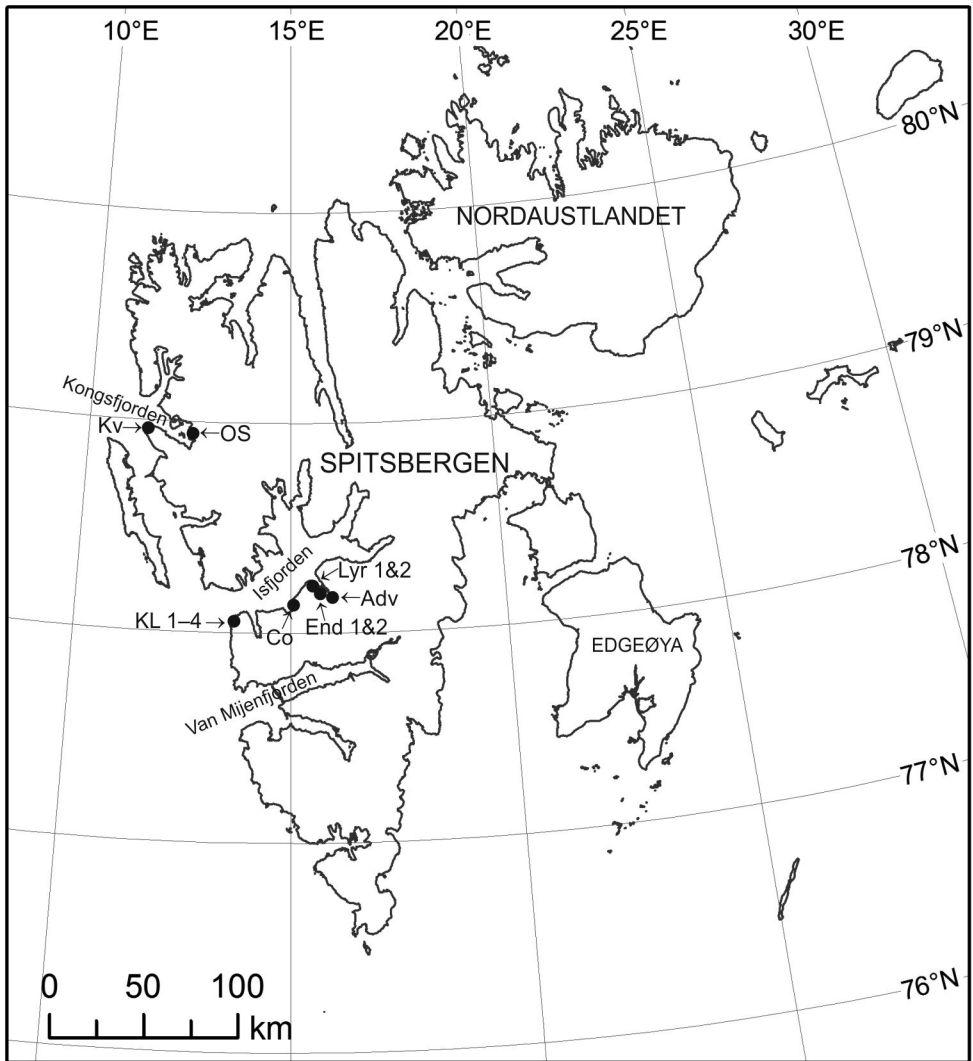 10°E 15°E 20°E 25°E 30°E
80°N
NORDAUSTLANDET
79°N
Kongsfjorden
Kv→ ←OS
SPITSBERGEN
78°N
Isfjorden
Lyr 1&2
←Adv
KL 1–4→
Co
End 1&2
EDGEØYA
Van Mijenfjorden
77°N
76°N
0 50 100
km